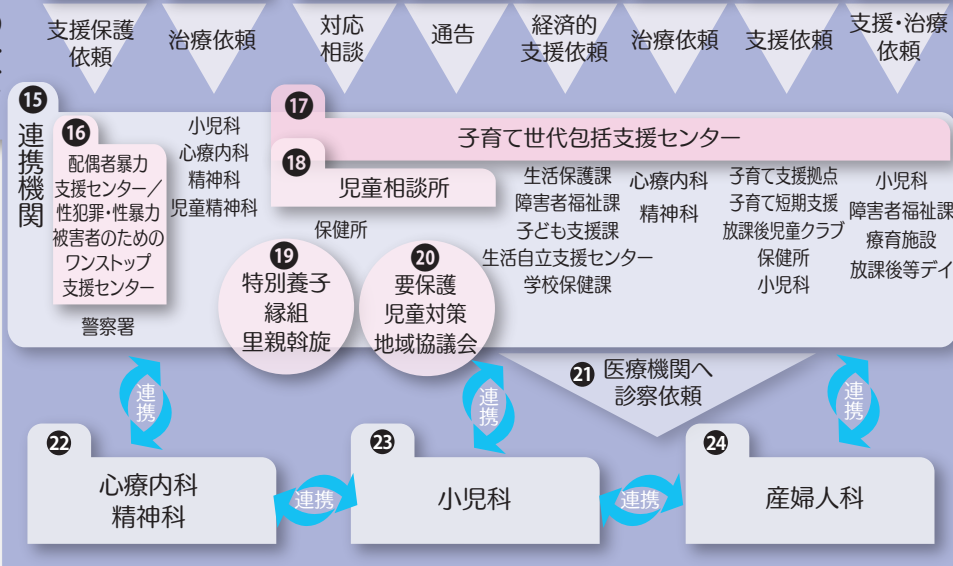 支援保護
依頼
治療依頼
対応
相談
通告
経済的
支援依頼
治療依頼
支援依頼
支援・治療
依頼
15
連携機関
16
配偶者暴力
支援センター／
性犯罪・性暴力
被害者のための
ワンストップ
支援センター
警察署
小児科
心療内科
精神科
児童精神科
17
子育て世代包括支援センター
18
児童相談所
保健所
19
特別養子
縁組
里親斡旋
20
要保護
児童対策
地域協議会
生活保護課
障害者福祉課
子ども支援課
生活自立支援センター
学校保健課
心療内科
精神科
子育て支援拠点
子育て短期支援
放課後児童クラブ
保健所
小児科
小児科
障害者福祉課
療育施設
放課後等デイ
21 医療機関へ
診察依頼
連携
連携
連携
22
心療内科
精神科
連携
23
小児科
連携
24
産婦人科